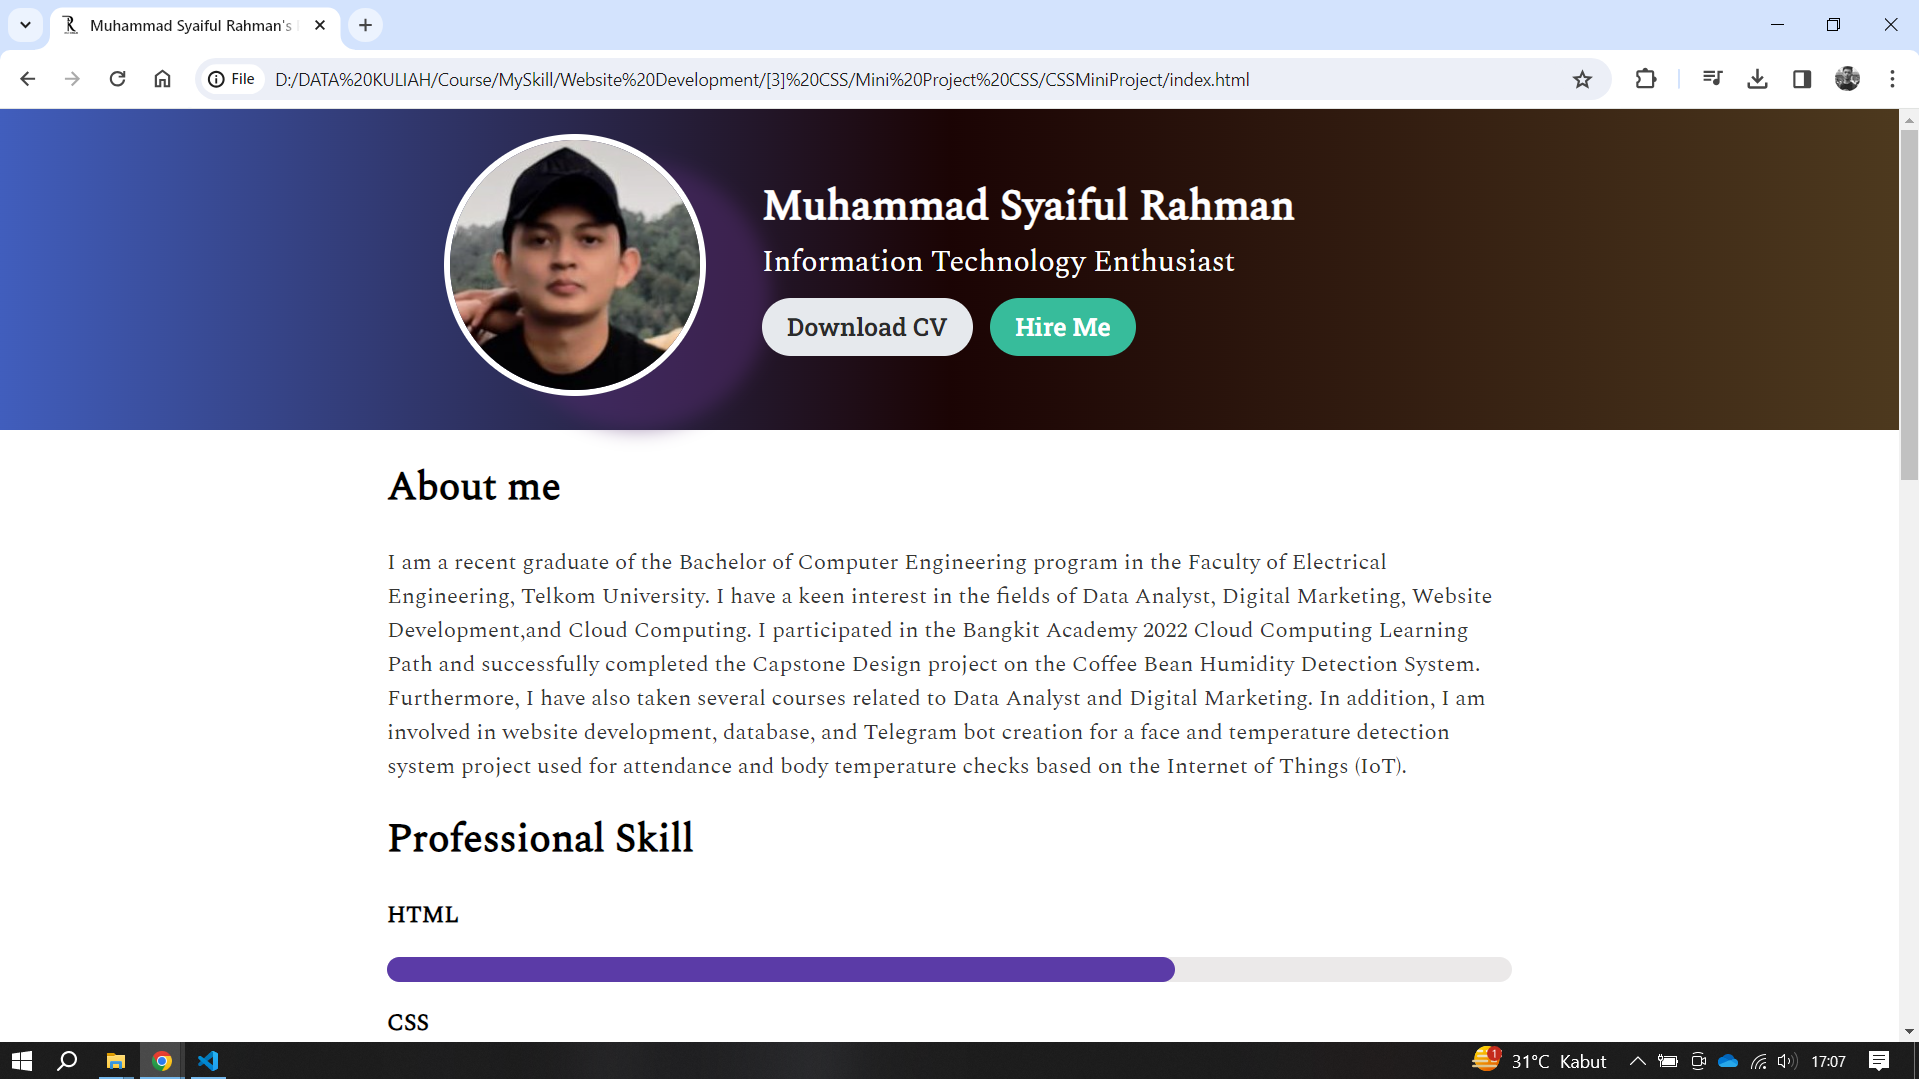 Muhammad Syaiful Rahman's
File
D:/DATA%20KULIAH/Course/MySkill/Website%20Development/[3]%20CSS/Mini%20Project%20CSS/CSSMiniProject/index.html
Muhammad Syaiful Rahman
Information Technology Enthusiast
Download CV
Hire Me
About me
I am a recent graduate of the Bachelor of Computer Engineering program in the Faculty of Electrical
Engineering, Telkom University. I have a keen interest in the fields of Data Analyst, Digital Marketing, Website
Development,and Cloud Computing. I participated in the Bangkit Academy 2022 Cloud Computing Learning
Path and successfully completed the Capstone Design project on the Coffee Bean Humidity Detection System.
Furthermore, I have also taken several courses related to Data Analyst and Digital Marketing. In addition, I am
involved in website development, database, and Telegram bot creation for a face and temperature detection
system project used for attendance and body temperature checks based on the Internet of Things (IoT).
Professional Skill
HTML
CSS
1
31°C Kabut
17:07